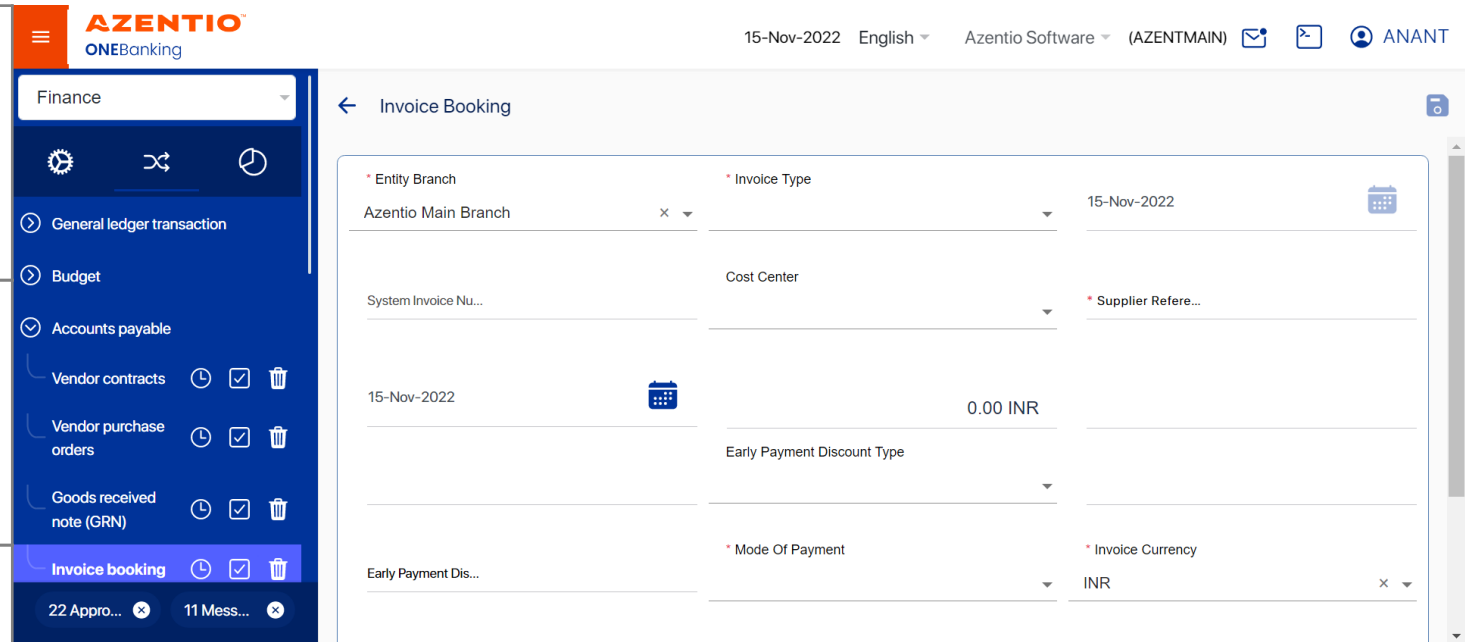 AZENTIO
ONEBanking
15-Nov-2022 English Azentio Software (AZENTMAIN) ANANT
Finance
Invoice Booking
General ledger transaction
Budget
Accounts payable
Vendor contracts
Vendor purchase
orders
Goods received
note (GRN)
Invoice booking
22 Appro...
11 Mess...
* Entity Branch
Azentio Main Branch
* Invoice Type
15-Nov-2022
System Invoice Nu...
Cost Center
* Supplier Refere...
15-Nov-2022
0.00 INR
Early Payment Discount Type
Early Payment Dis...
* Mode Of Payment
* Invoice Currency
INR